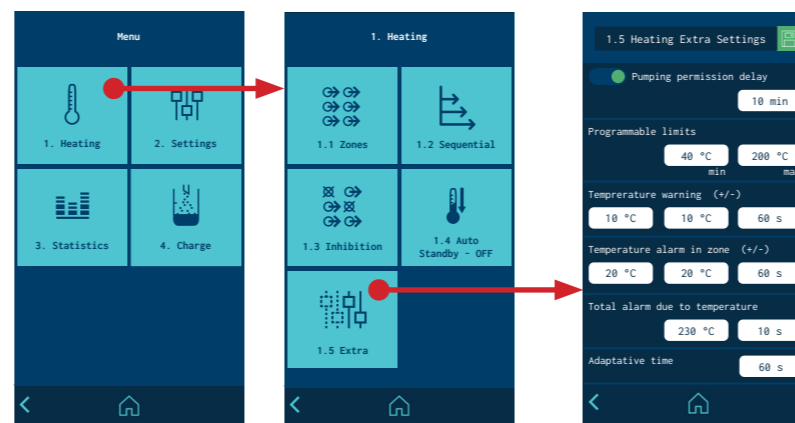 Menu
1. Heating
2. Settings
3. Statistics
4. Charge
1. Heating
1.1 Zones
1.2 Sequential
1.3 Inhibition
1.4 Auto
Standby - OFF
1.5 Extra
1.5 Heating Extra Settings
Pumping permission delay
10 min
Programmable limits
40 °C 200 °C
min ma
Temprerature warning (+/-)
10 °C 10 °C 60 s
Temperature alarm in zone (+/-)
20 °C 20 °C 60 s
Total alarm due to temperature
230 °C 10 s
Adaptative time
60 s